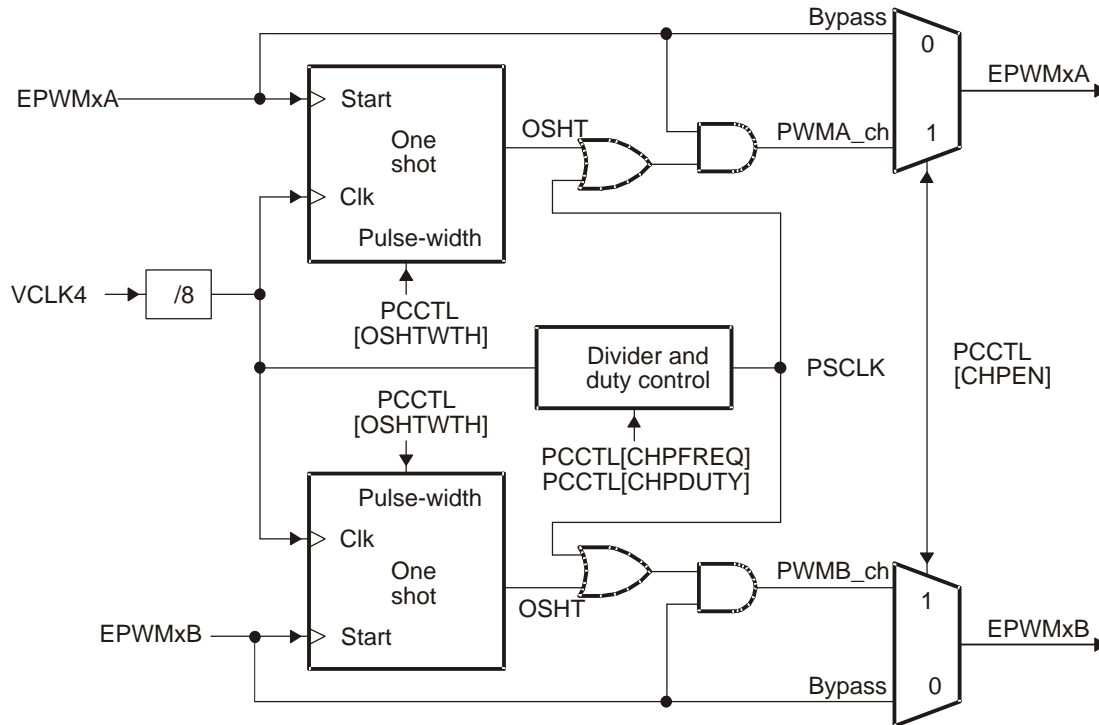 Bypass
0
EPWMxA
EPWMxA
Start
OSHT
PWMA_ch
1
One
shot
Clk
Pulse-width
VCLK4
/8
PCCTL
[OSHTWTH]
Divider and
duty control
PSCLK
PCCTL
[CHPEN]
PCCTL
[OSHTWTH]
PCCTL[CHPFREQ]
PCCTL[CHPDUTY]
Pulse-width
Clk
One
shot
OSHT
PWMB_ch
1
EPWMxB
Start
EPWMxB
Bypass
0